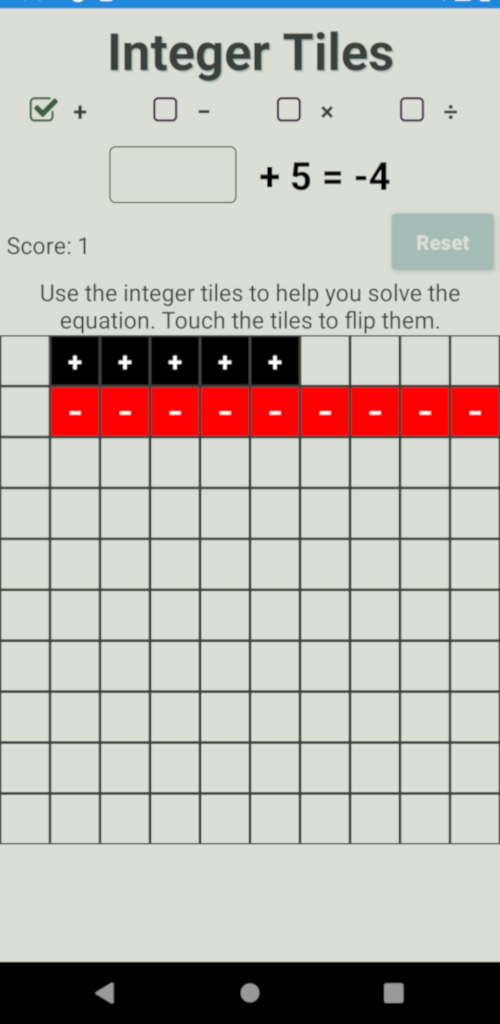 Integer Tiles
+ − × ÷
+ 5 = -4
Score: 1
Reset
Use the integer tiles to help you solve the
equation. Touch the tiles to flip them.
+ + + + +
- - - - - - - - -